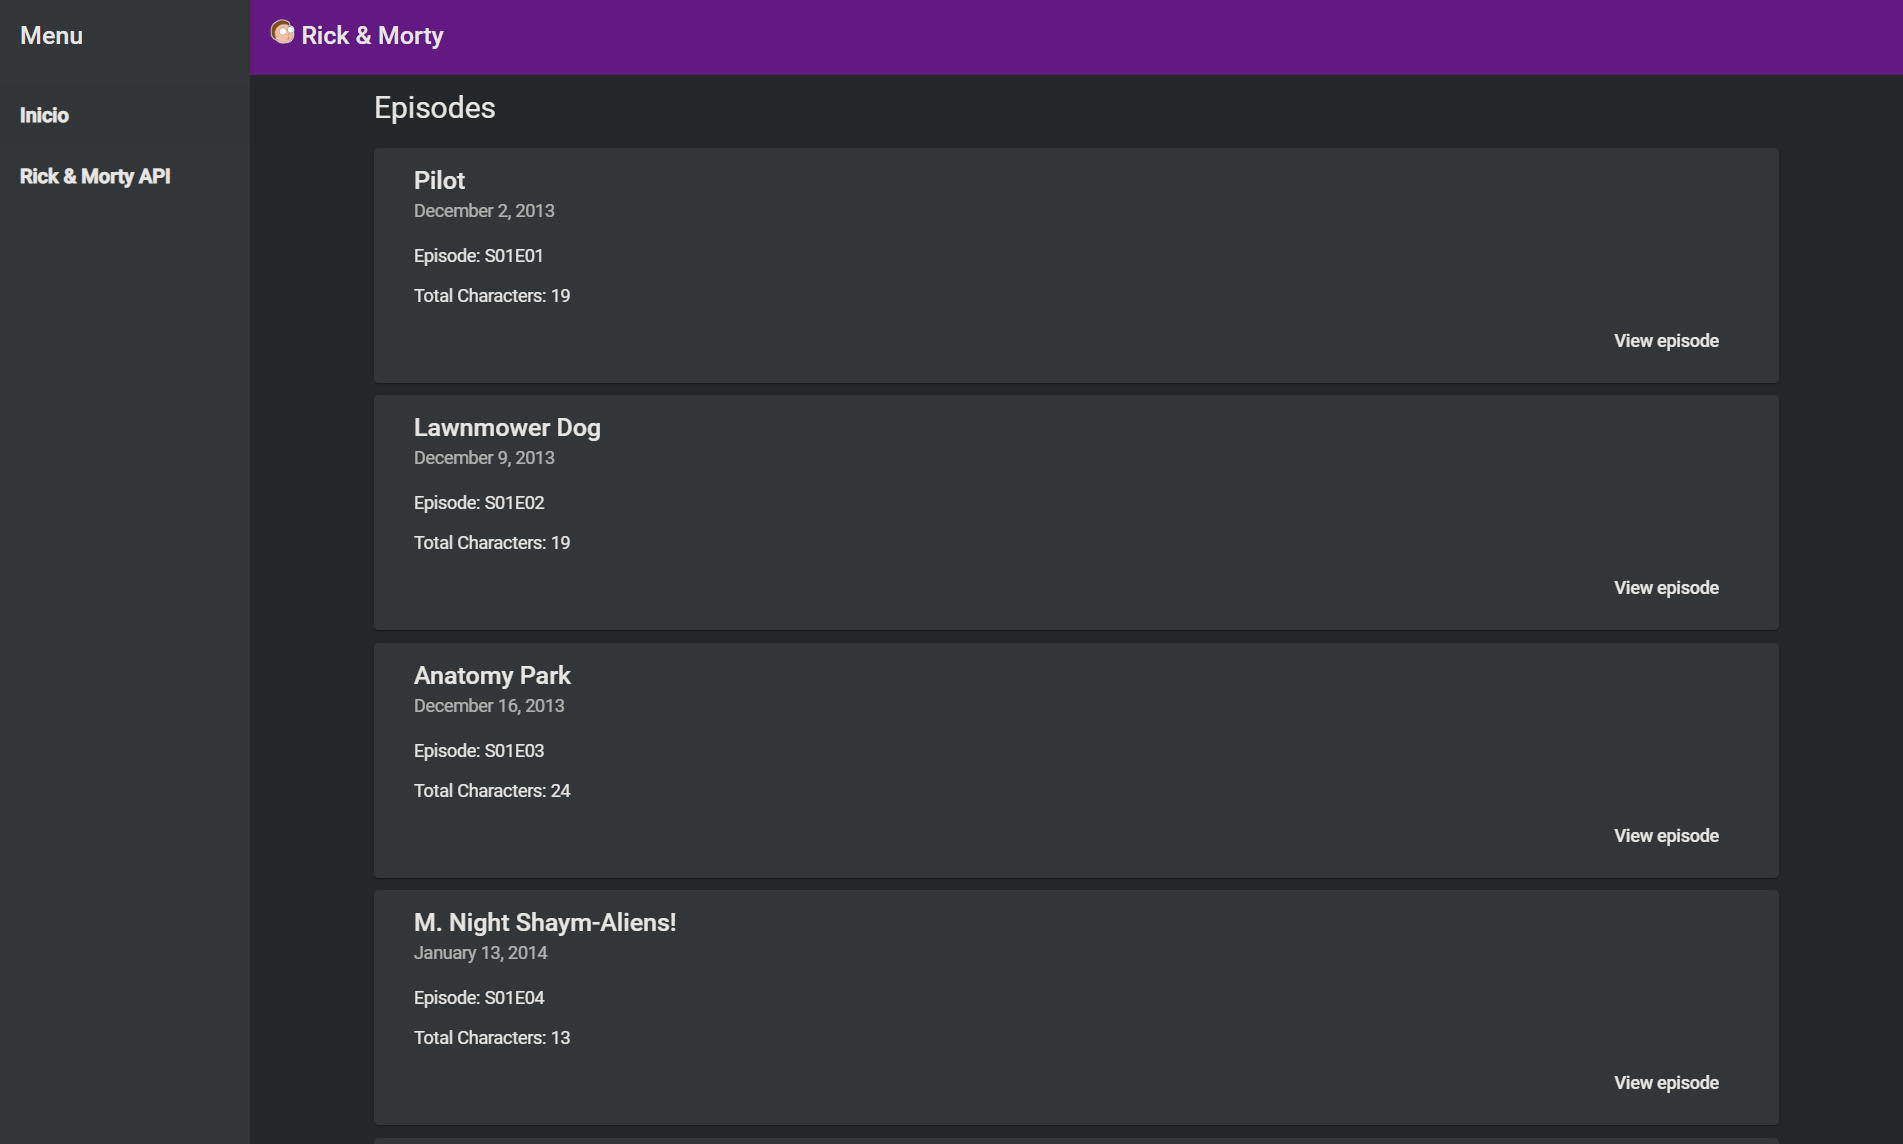 Menu
Inicio
Rick & Morty API
Rick & Morty
Episodes
Pilot
December 2, 2013
Episode: S01E01
Total Characters: 19
View episode
Lawnmower Dog
December 9, 2013
Episode: S01E02
Total Characters: 19
View episode
Anatomy Park
December 16, 2013
Episode: S01E03
Total Characters: 24
View episode
M. Night Shaym-Aliens!
January 13, 2014
Episode: S01E04
Total Characters: 13
View episode